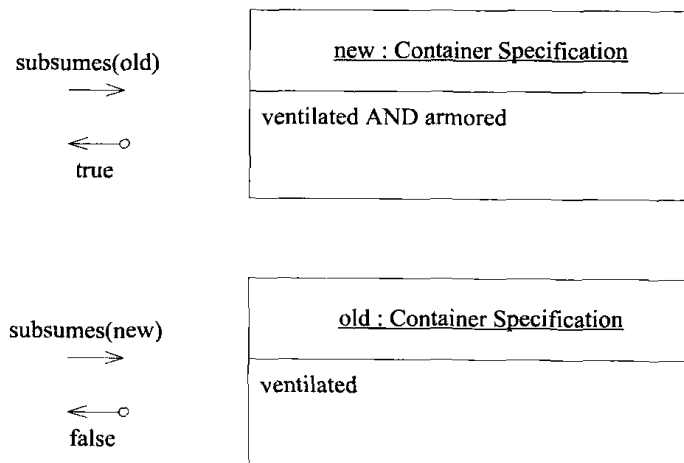 subsumes(old)
true
new : Container Specification
ventilated AND armored
subsumes(new)
false
old : Container Specification
ventilated